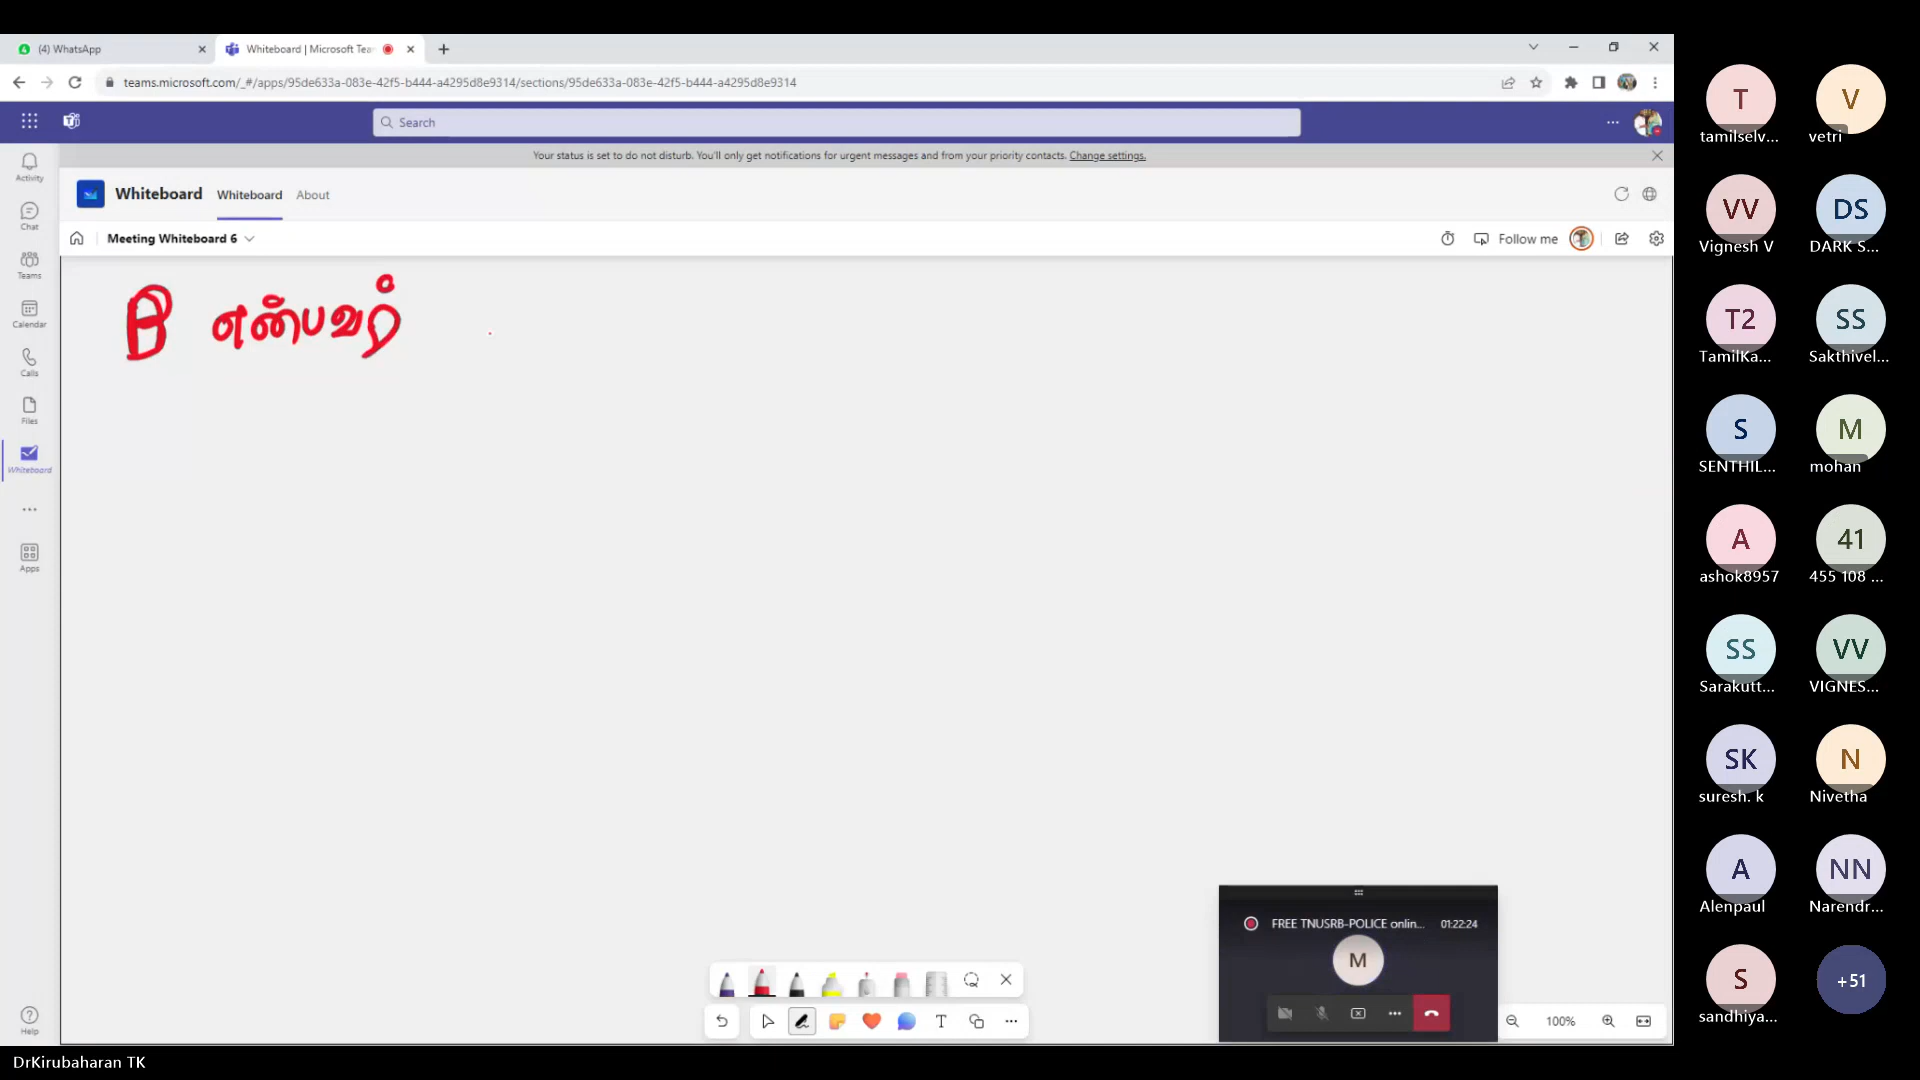 (4) WhatsApp
Whiteboard | Microsoft Tea
teams.microsoft.com/_#/apps/95de633a-083e-42f5-b444-a4295d8e9314/sections/95de633a-083e-42f5-b444-a4295d8e9314
Search
Your status is set to do not disturb. You'll only get notifications for urgent messages and from your priority contacts. Change settings.
Activity
Chat
Teams
Calendar
Calls
Files
Whiteboard
Apps
Help
Whiteboard Whiteboard About
Meeting Whiteboard 6
Follow me
B என்பவர்
FREE TNUSRB-POLICE onlin... 01:22:24
M
100%
T V
tamilselv... vetri
VV DS
Vignesh V DARK S...
T2 SS
TamilKa... Sakthivel...
S M
SENTHIL... mohan
A 41
ashok8957 455 108 ...
SS VV
Sarakutt... VIGNES...
SK N
suresh. k Nivetha
A NN
Alenpaul Narendr...
S +51
sandhiya...
DrKirubaharan TK